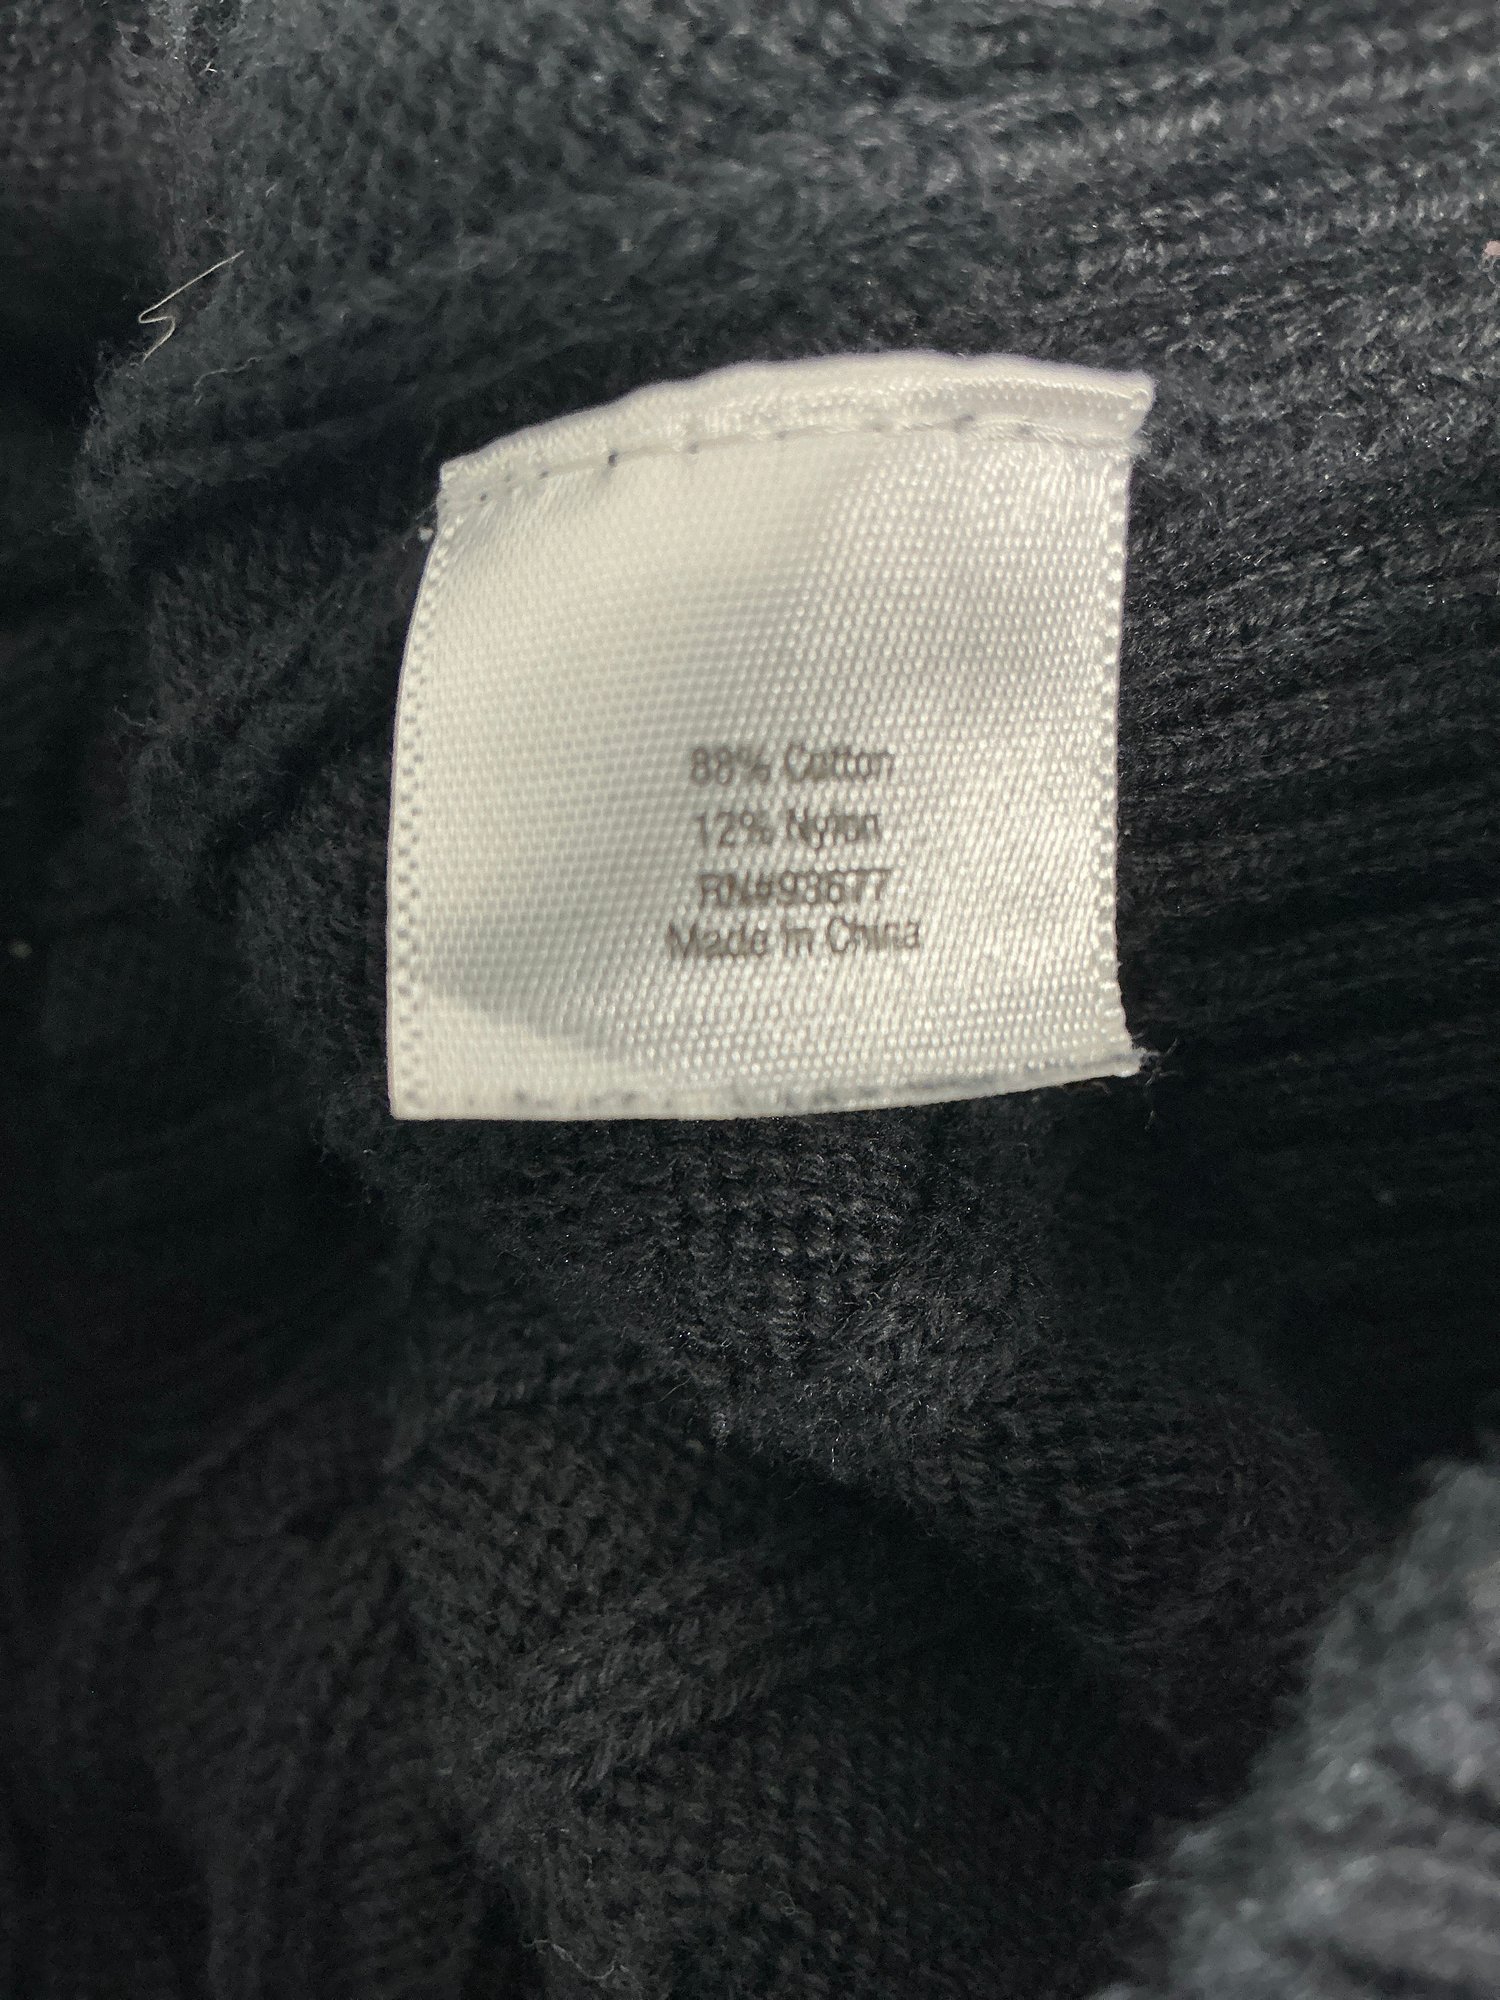 88% Cotton
12% Nylon
RN#93677
Made In China